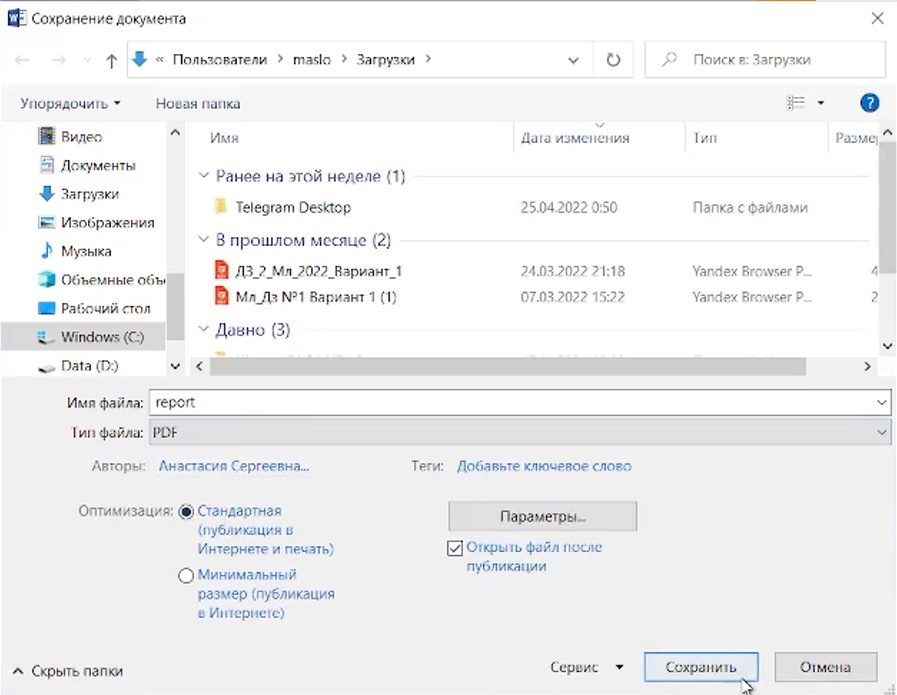 Сохранение документа
« Пользователи > maslo > Загрузки >
Поиск в: Загрузки
Упорядочить
Новая папка
Видео
Документы
Загрузки
Изображения
Музыка
Объемные объ
Рабочий стол
Windows (C:)
Data (D:)
Имя Дата изменения Тип Размер
Ранее на этой неделе (1)
Telegram Desktop 25.04.2022 0:50 Папка с файлами
В прошлом месяце (2)
ДЗ_2_Мл_2022_Вариант_1 24.03.2022 21:18 Yandex Browser P... 4
Мл_Дз №1 Вариант 1 (1) 07.03.2022 15:22 Yandex Browser P... 2
Давно (3)
Имя файла: report
Тип файла: PDF
Авторы: Анастасия Сергеевна...
Теги: Добавьте ключевое слово
Оптимизация:
Стандартная
(публикация в
Интернете и печать)
Минимальный
размер (публикация
в Интернете)
Параметры...
Открыть файл после
публикации
Скрыть папки
Сервис
Сохранить
Отмена